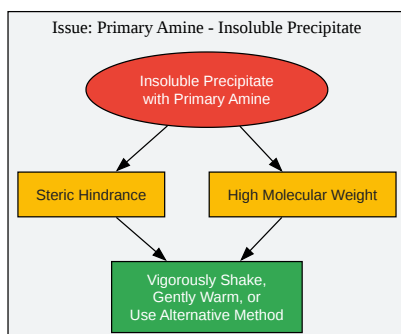 Issue: Primary Amine - Insoluble Precipitate
Insoluble Precipitate
with Primary Amine
Steric Hindrance
High Molecular Weight
Vigorously Shake,
Gently Warm, or
Use Alternative Method